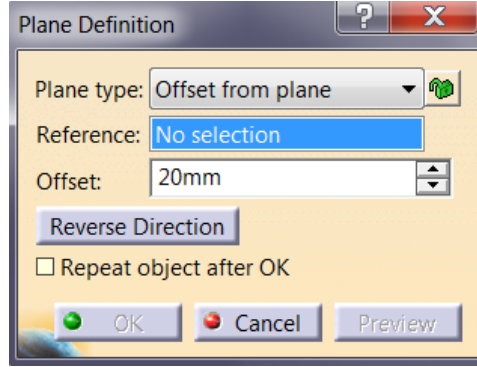 Plane Definition
Plane type: Offset from plane
Reference: No selection
Offset: 20mm
Reverse Direction
Repeat object after OK
OK Cancel Preview